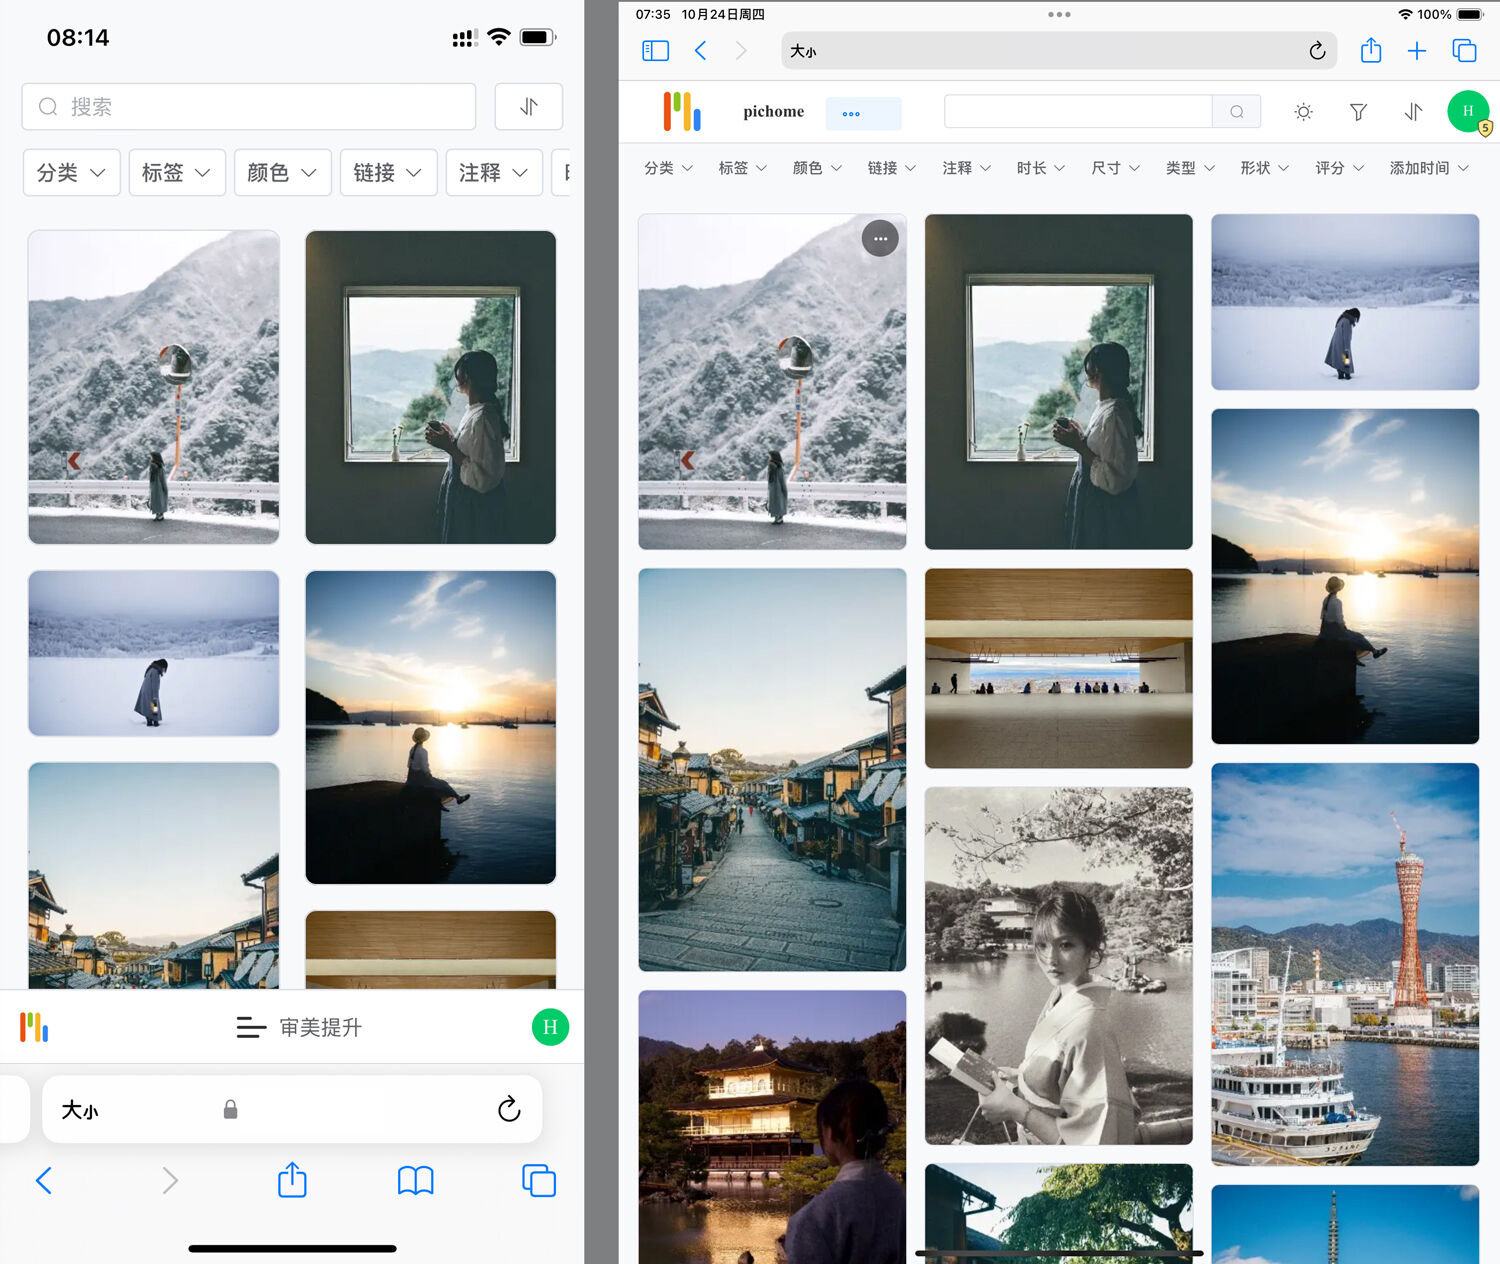 08:14
搜索
分类
标签
颜色
链接
注释
审美提升
H
大小
07:35 10月24日周四
100%
大小
pichome
H
5
分类
标签
颜色
链接
注释
时长
尺寸
类型
形状
评分
添加时间